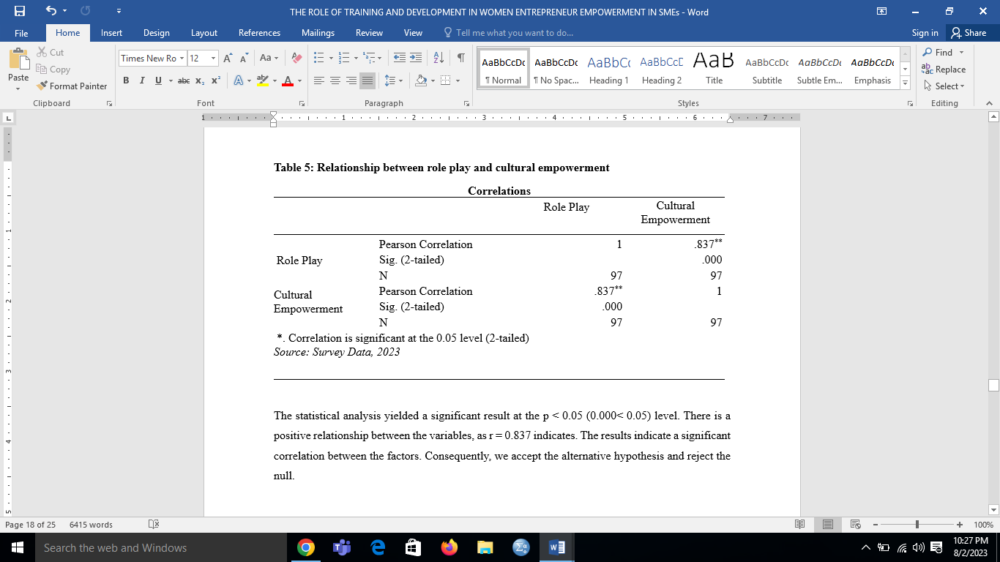 THE ROLE OF TRAINING AND DEVELOPMENT IN WOMEN ENTREPRENEUR EMPOWERMENT IN SMEs - Word
File Home Insert Design Layout References Mailings Review View Tell me what you want to do... Sign in Share
Paste
Cut
Copy
Format Painter
Clipboard
Times New Ro 12
Font
Paragraph
AaBbCcDc AaBbCcDc AaBbCc AaBbCcD AaB AaBbCcDc AaBbCcDc AaBbCcDc
¶ Normal ¶ No Spac... Heading 1 Heading 2 Title Subtitle Subtle Em... Emphasis
Styles
Find
Replace
Select
Editing
1 1 2 3 4 5 6 7
Table 5: Relationship between role play and cultural empowerment
Correlations
Role Play Cultural
Empowerment
Pearson Correlation 1 .837**
Role Play Sig. (2-tailed) .000
N 97 97
Cultural Pearson Correlation .837** 1
Empowerment Sig. (2-tailed) .000
N 97 97
*. Correlation is significant at the 0.05 level (2-tailed)
Source: Survey Data, 2023
The statistical analysis yielded a significant result at the p < 0.05 (0.000< 0.05) level. There is a
positive relationship between the variables, as r = 0.837 indicates. The results indicate a significant
correlation between the factors. Consequently, we accept the alternative hypothesis and reject the
null.
Page 18 of 25 6415 words 100%
Search the web and Windows
10:27 PM
8/2/2023